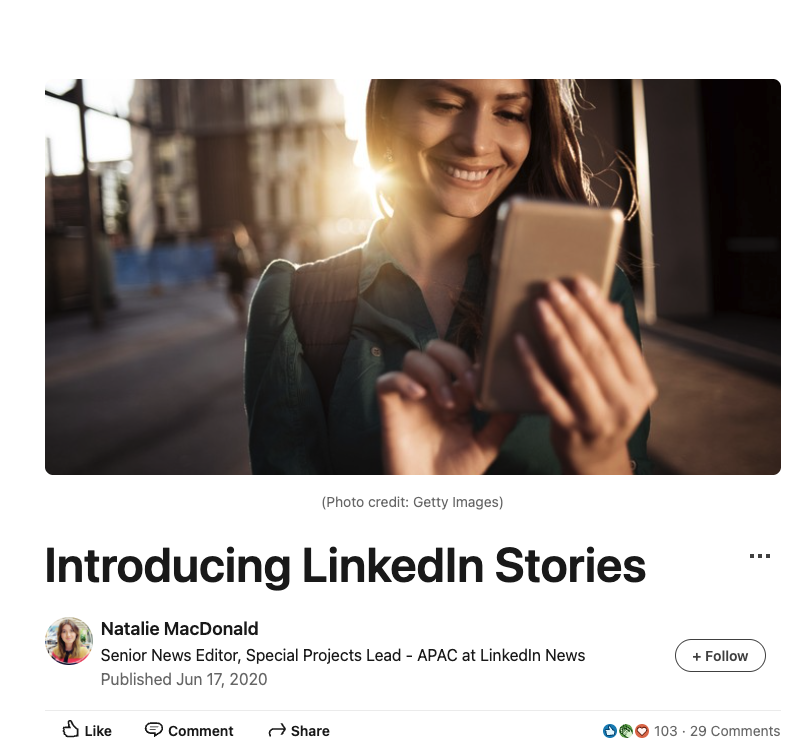 (Photo credit: Getty Images)
Introducing LinkedIn Stories
Natalie MacDonald
Senior News Editor, Special Projects Lead - APAC at LinkedIn News
+ Follow
Published Jun 17, 2020
Like Comment Share 103 · 29 Comments